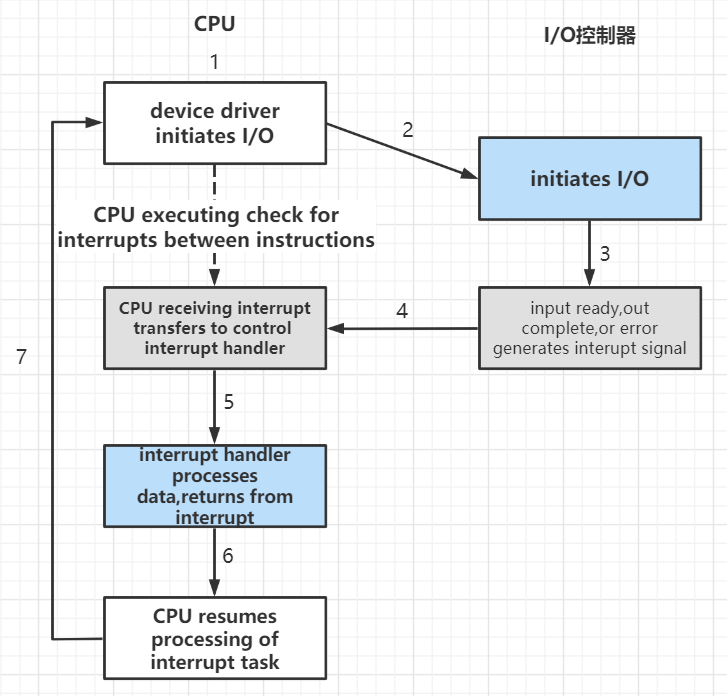 CPU
I/O控制器
1
device driver
initiates I/O
2
initiates I/O
CPU executing check for
interrupts between instructions
3
CPU receiving interrupt
transfers to control
interrupt handler
4
input ready,out
complete,or error
generates interupt signal
7
5
interrupt handler
processes
data,returns from
interrupt
6
CPU resumes
processing of
interrupt task